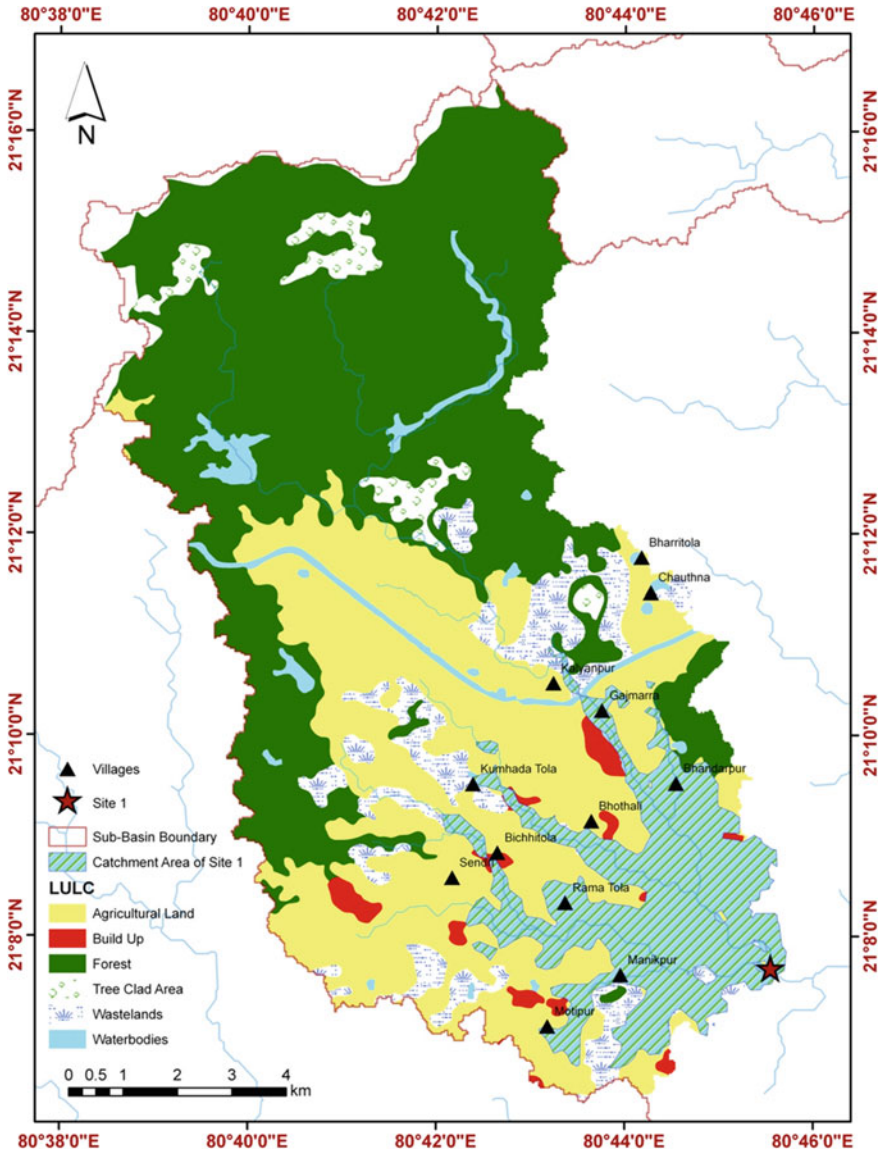 80°38'0"E 80°40'0"E 80°42'0"E 80°44'0"E 80°46'0"E
21°16'0"N 21°16'0"N
N
21°14'0"N 21°14'0"N
21°12'0"N 21°12'0"N
Bharritola
Chauthna
Kalyanpur
Gajmarra
21°10'0"N 21°10'0"N
Kumhada Tola
Bhandarpur
Bhothali
Bichhitola
Rama Tola
21°8'0"N 21°8'0"N
Manikpur
Motipur
Villages
Site 1
Sub-Basin Boundary
Catchment Area of Site 1
LULC
Agricultural Land
Build Up
Forest
Tree Clad Area
Wastelands
Waterbodies
0 0.5 1 2 3 4
km
80°38'0"E 80°40'0"E 80°42'0"E 80°44'0"E 80°46'0"E